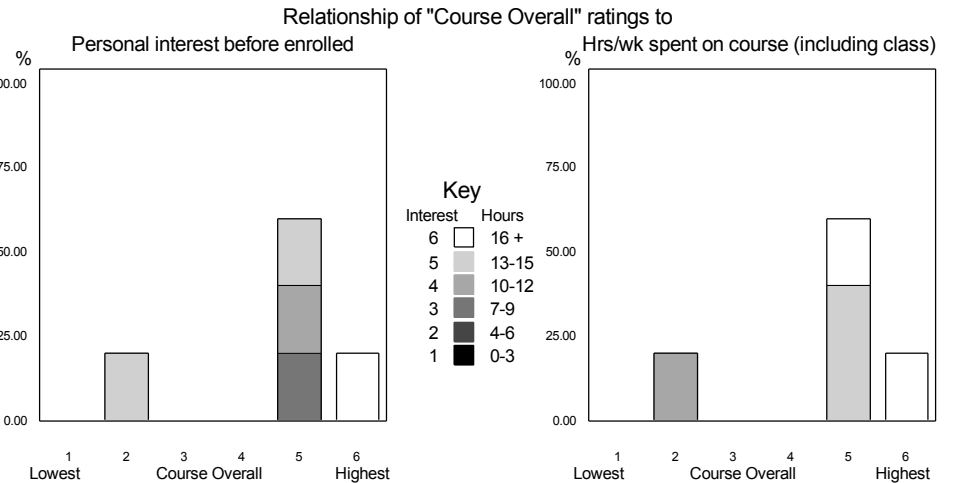 Relationship of "Course Overall" ratings to
Personal interest before enrolled
%
00.00
75.00
50.00
25.00
0.00
1 2 3 4 5 6
Lowest Course Overall Highest
Key
Interest Hours
6 16 +
5 13-15
4 10-12
3 7-9
2 4-6
1 0-3
Hrs/wk spent on course (including class)
%
100.00
75.00
50.00
25.00
0.00
1 2 3 4 5 6
Lowest Course Overall Highest